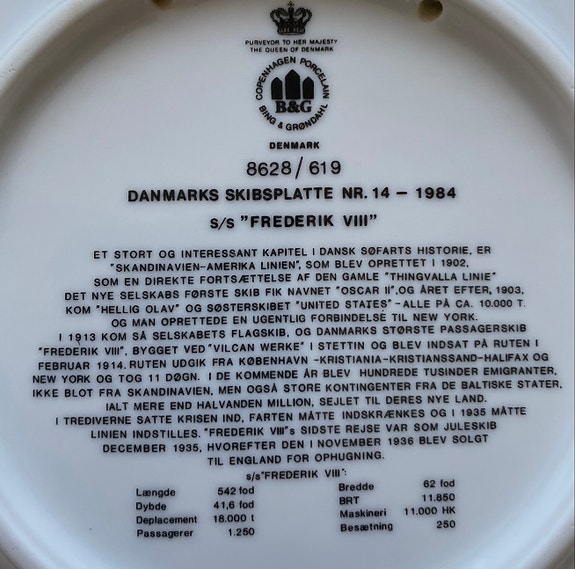 PURVEYOR TO HER MAJESTY
THE QUEEN OF DENMARK
COPENHAGEN PORCELAIN
B&G
BING & GRØNDAHL
DENMARK
8628/619
DANMARKS SKIBSPLATTE NR. 14 – 1984
s/s "FREDERIK VIII"
ET STORT OG INTERESSANT KAPITEL I DANSK SØFARTS HISTORIE, ER
"SKANDINAVIEN–AMERIKA LINIEN", SOM BLEV OPRETTET I 1902,
SOM EN DIREKTE FORTSÆTTELSE AF DEN GAMLE "THINGVALLA LINIE"
DET NYE SELSKABS FØRSTE SKIB FIK NAVNET "OSCAR II", OG ÅRET EFTER, 1903,
KOM "HELLIG OLAV" OG SØSTERSKIBET "UNITED STATES" – ALLE PÅ CA. 10.000 T.
OG MAN OPRETTEDE EN UGENTLIG FORBINDELSE TIL NEW YORK.
I 1913 KOM SÅ SELSKABETS FLAGSKIB, OG DANMARKS STØRSTE PASSAGERSKIB
"FREDERIK VIII", BYGGET VED "VILCAN WERKE" I STETTIN OG BLEV INDSAT PÅ RUTEN I
FEBRUAR 1914. RUTEN UDGIK FRA KØBENHAVN –KRISTIANIA–KRISTIANSSAND–HALIFAX OG
NEW YORK OG TOG 11 DØGN. I DE KOMMENDE ÅR BLEV HUNDREDE TUSINDER EMIGRANTER,
IKKE BLOT FRA SKANDINAVIEN, MEN OGSÅ STORE KONTINGENTER FRA DE BALTISKE STATER,
IALT MERE END HALVANDEN MILLION, SEJLET TIL DERES NYE LAND.
I TREDIVERNE SATTE KRISEN IND, FARTEN MÅTTE INDSKRÆNKES OG I 1935 MÅTTE
LINIEN INDSTILLES. "FREDERIK VIII"s SIDSTE REJSE VAR SOM JULESKIB
DECEMBER 1935, HVOREFTER DEN I NOVEMBER 1936 BLEV SOLGT
TIL ENGLAND FOR OPHUGNING.
s/s "FREDERIK VIII":
Længde 542 fod Bredde 62 fod
Dybde 41,6 fod BRT 11.850
Deplacement 18.000 t Maskineri 11.000 HK
Passagerer 1.250 Besætning 250